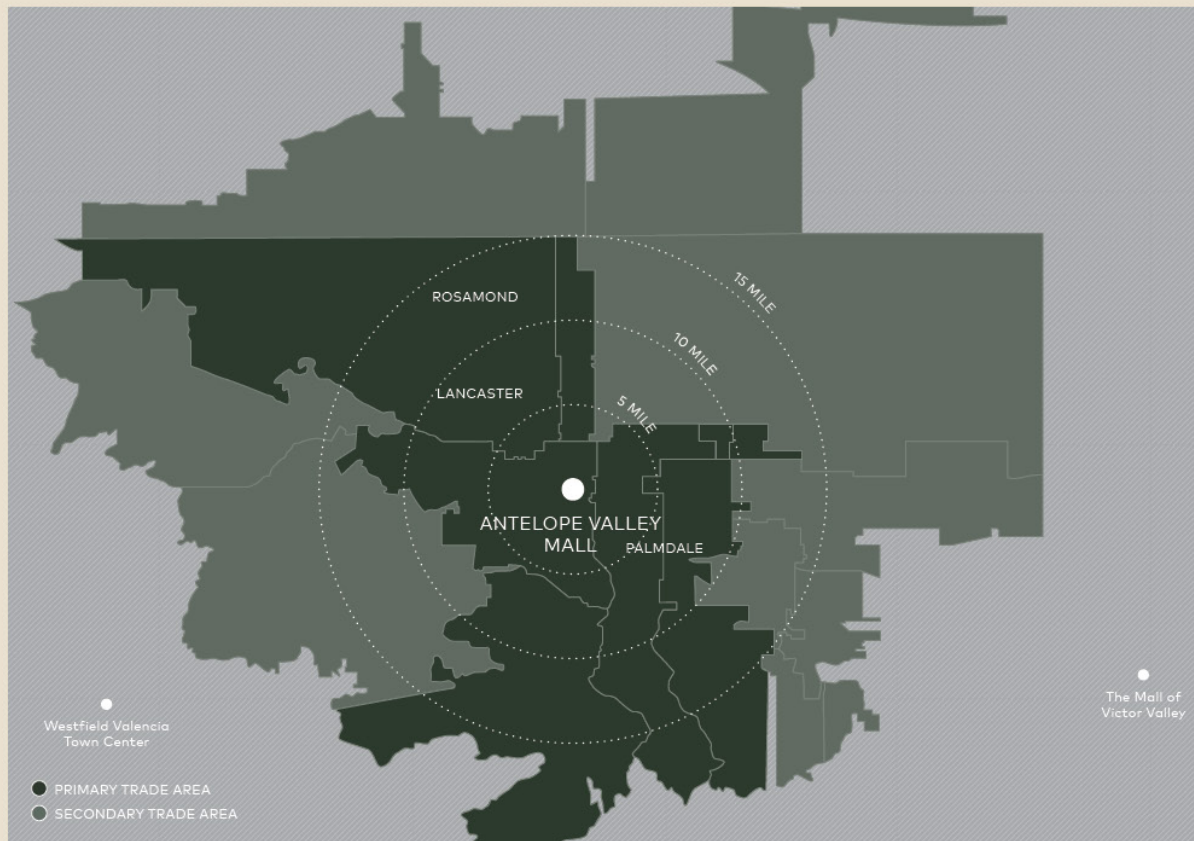 15 MILE
ROSAMOND
10 MILE
LANCASTER
5 MILE
ANTELOPE VALLEY
MALL
PALMDALE
The Mall of
Victor Valley
Westfield Valencia
Town Center
PRIMARY TRADE AREA
SECONDARY TRADE AREA